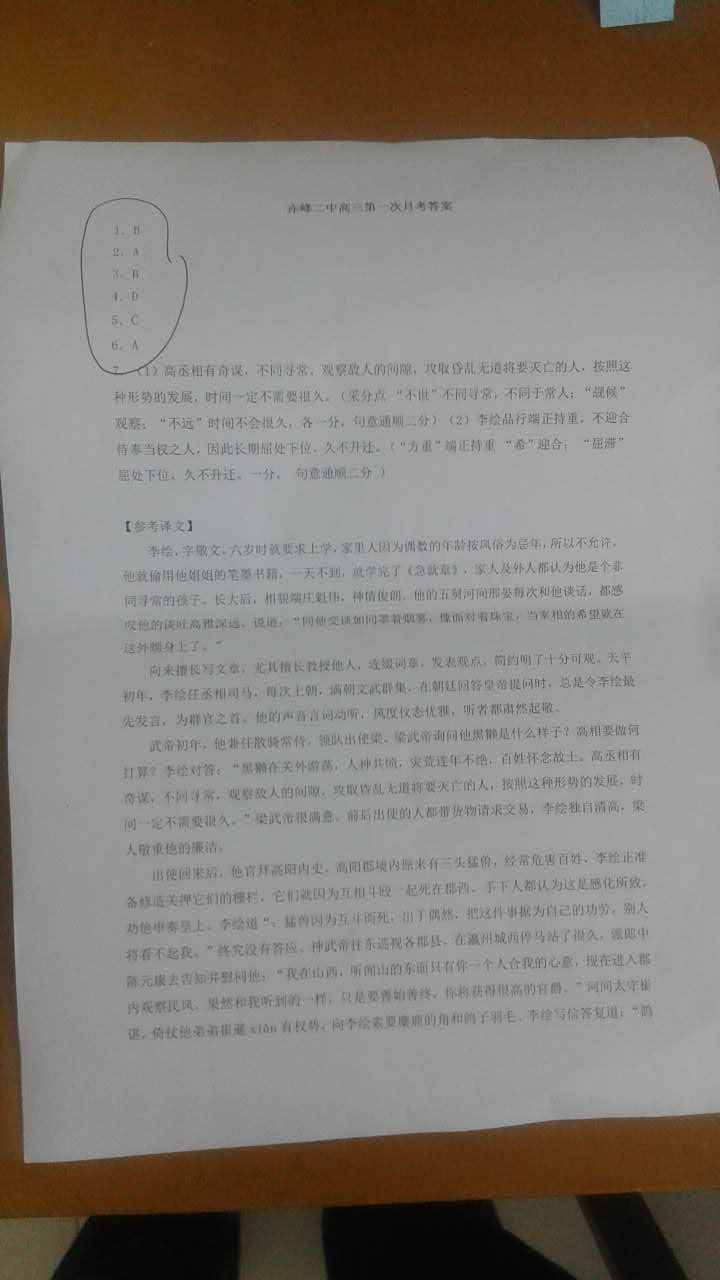 赤峰二中高三第一次月考答案
1. B
2. A
3. B
4. D
5. C
6. A
7. （1）高丞相有奇谋，不同寻常，观察敌人的间隙，攻取昏乱无道将要灭亡的人，按照这
种形势的发展，时间一定不需要很久。（采分点 “不世”不同寻常，不同于常人；“觇候”
观察；“不远”时间不会很久，各一分，句意通顺二分）（2）李绘品行端正持重，不迎合
侍奉当权之人，因此长期屈处下位，久不升迁。（“方重”端正持重 “希”迎合； “屈滞”
屈处下位，久不升迁。一分， 句意通顺二分 ）
【参考译文】
李绘，字敬文。六岁时就要求上学，家里人因为偶数的年龄按风俗为忌年，所以不允许，
他就偷用他姐姐的笔墨书籍，一天不到，就学完了《急就章》，家人及外人都认为他是个非
同寻常的孩子。长大后，相貌端庄魁伟，神情俊朗。他的五舅河间邢晏每次和他谈话，都感
叹他的谈吐高雅深远，说道：“同他交谈如同罩着烟雾，像面对着珠宝，当宰相的希望就在
这外甥身上了。”
向来擅长写文章，尤其擅长教授他人，连缀词章，发表观点，简约明了十分可观。天平
初年，李绘任丞相司马，每次上朝，满朝文武群集，在朝廷回答皇帝提问时，总是令李绘最
先发言，为群官之首。他的声音言词动听，风度仪态优雅，听者都肃然起敬。
武帝初年，他兼任散骑常侍，领队出使梁。梁武帝询问他黑獭是什么样子？高相要做何
打算？李绘对答：“黑獭在关外游荡，人神共愤，灾荒连年不绝，百姓怀念故土。高丞相有
奇谋，不同寻常，观察敌人的间隙，攻取昏乱无道将要灭亡的人，按照这种形势的发展，时
间一定不需要很久。”梁武帝很满意。前后出使的人都带货物请求交易，李绘独自清高，梁
人敬重他的廉洁。
出使回来后，他官拜高阳内史。高阳郡境内原来有三头猛兽，经常危害百姓，李绘正准
备修造关押它们的栅栏，它们就因为互相斗殴一起死在郡西。手下人都认为这是感化所致，
劝他申奏皇上。李绘道“：猛兽因为互斗而死，出于偶然，把这件事据为自己的功劳，别人
将看不起我。”终究没有答应。神武帝往东巡视各郡县，在瀛州城西停马站了很久，派郎中
陈元康去告知并慰问他：“我在山西，听闻山的东面只有你一个人合我的心意，现在进入郡
内观察民风，果然和我听到的一样，只是要善始善终，你将获得很高的官爵。”河间太守崔
谌，倚仗他弟弟崔暹 xiān 有权势，向李绘索要麋鹿的角和鸽子羽毛。李绘写信答复道：“鸽